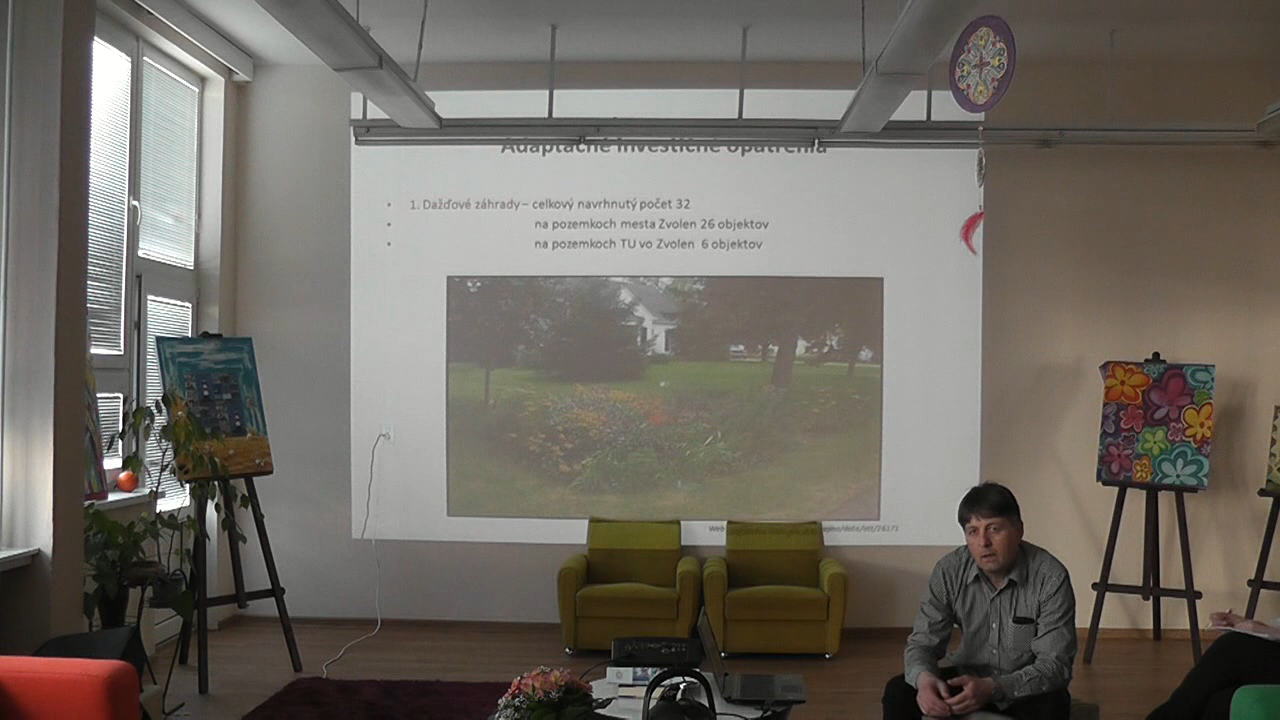 Adaptačné investičné opatrenia
• 1. Dažďové záhrady – celkový navrhnutý počet 32
• na pozemkoch mesta Zvolen 26 objektov
• na pozemkoch TU vo Zvolen 6 objektov
Web